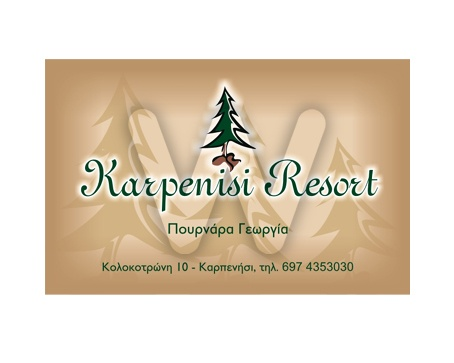 Karpenisi Resort
Πουρνάρα Γεωργία
Κολοκοτρώνη 10 - Καρπενήσι, τηλ. 697 4353030